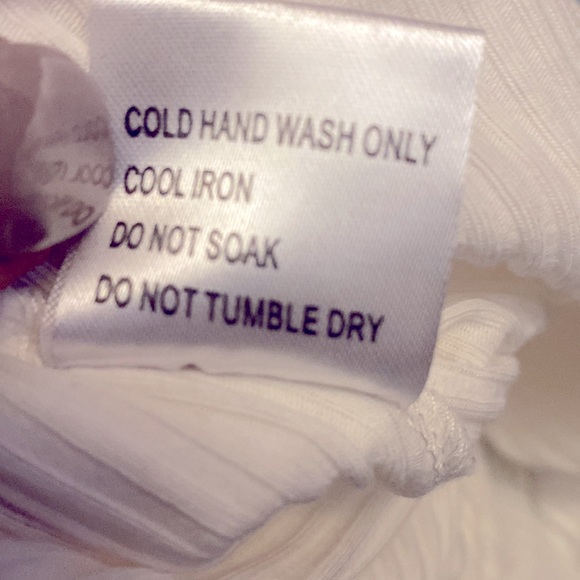 COLD HAND WASH ONLY
COOL IRON
DO NOT SOAK
DO NOT TUMBLE DRY